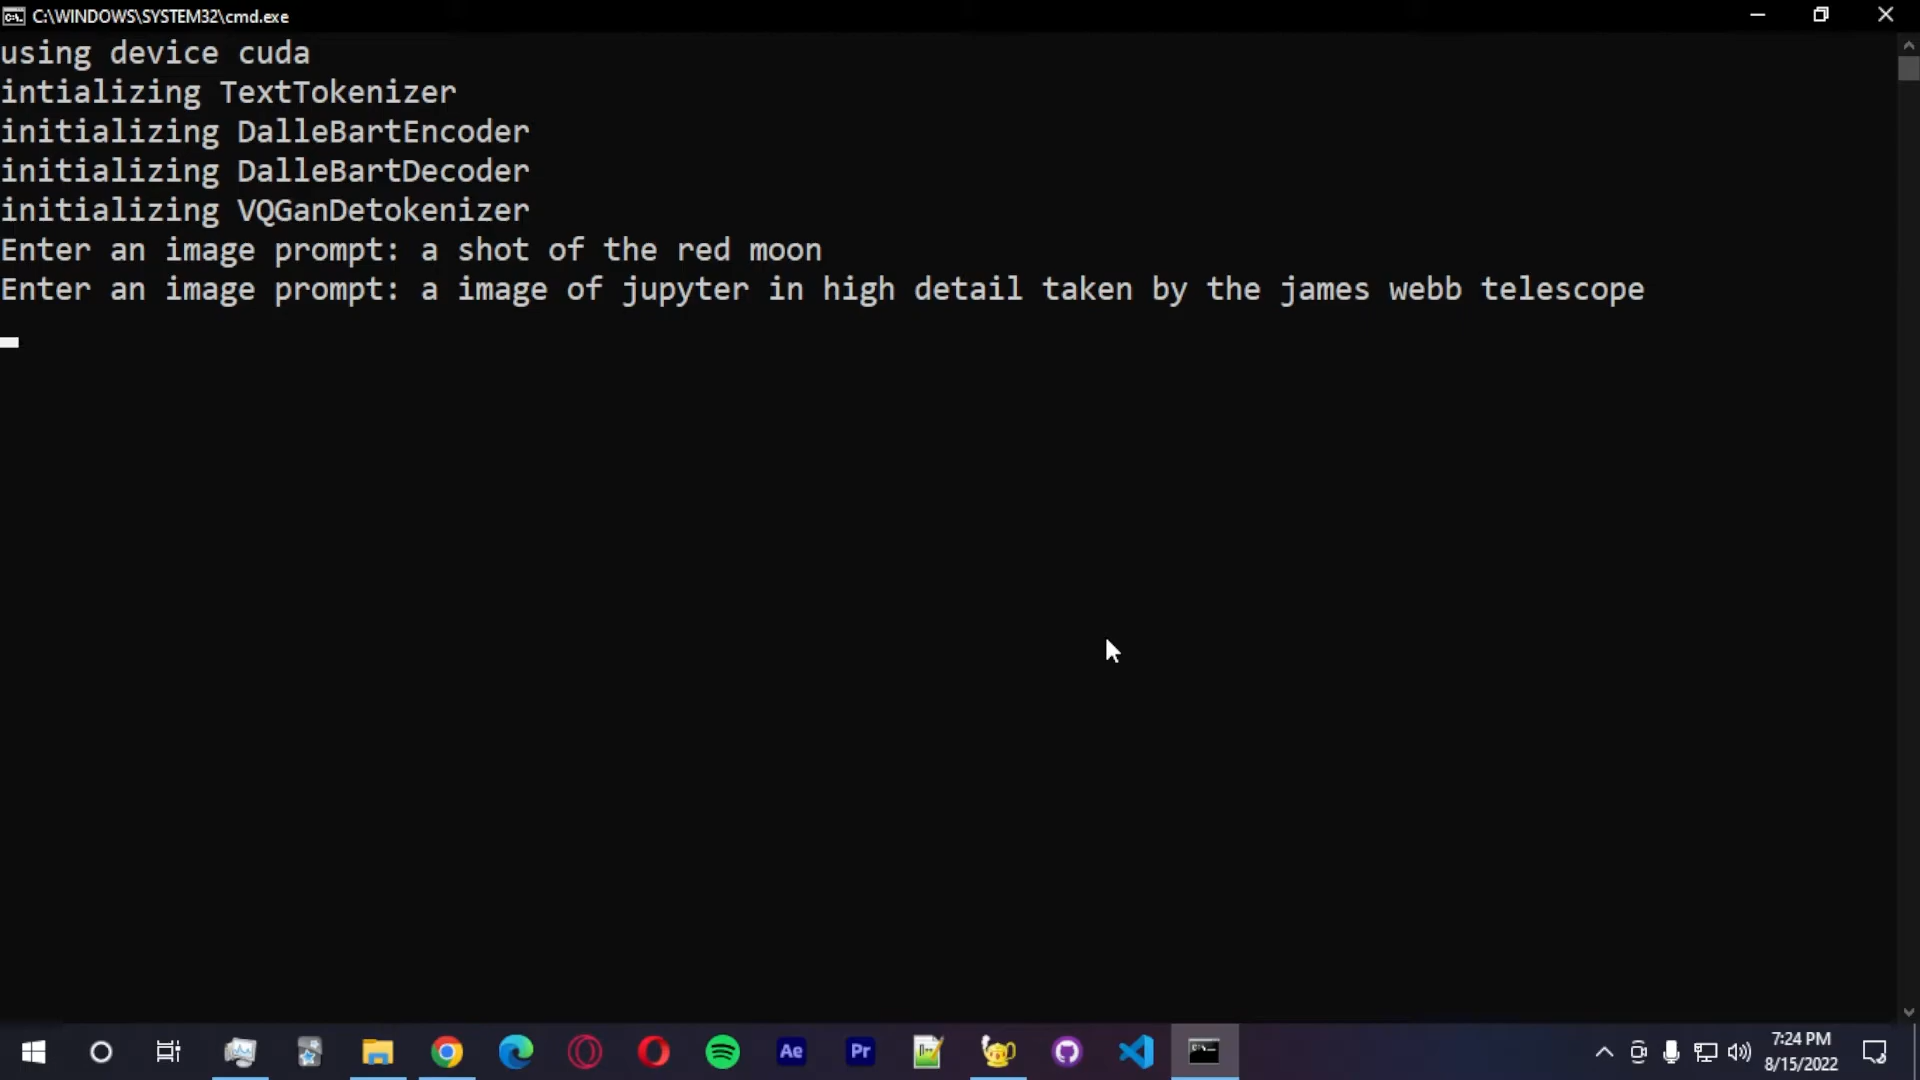 C:\WINDOWS\SYSTEM32\cmd.exe
using device cuda
intializing TextTokenizer
initializing DalleBartEncoder
initializing DalleBartDecoder
initializing VQGanDetokenizer
Enter an image prompt: a shot of the red moon
Enter an image prompt: a image of jupyter in high detail taken by the james webb telescope
Ae
Pr
7:24 PM
8/15/2022